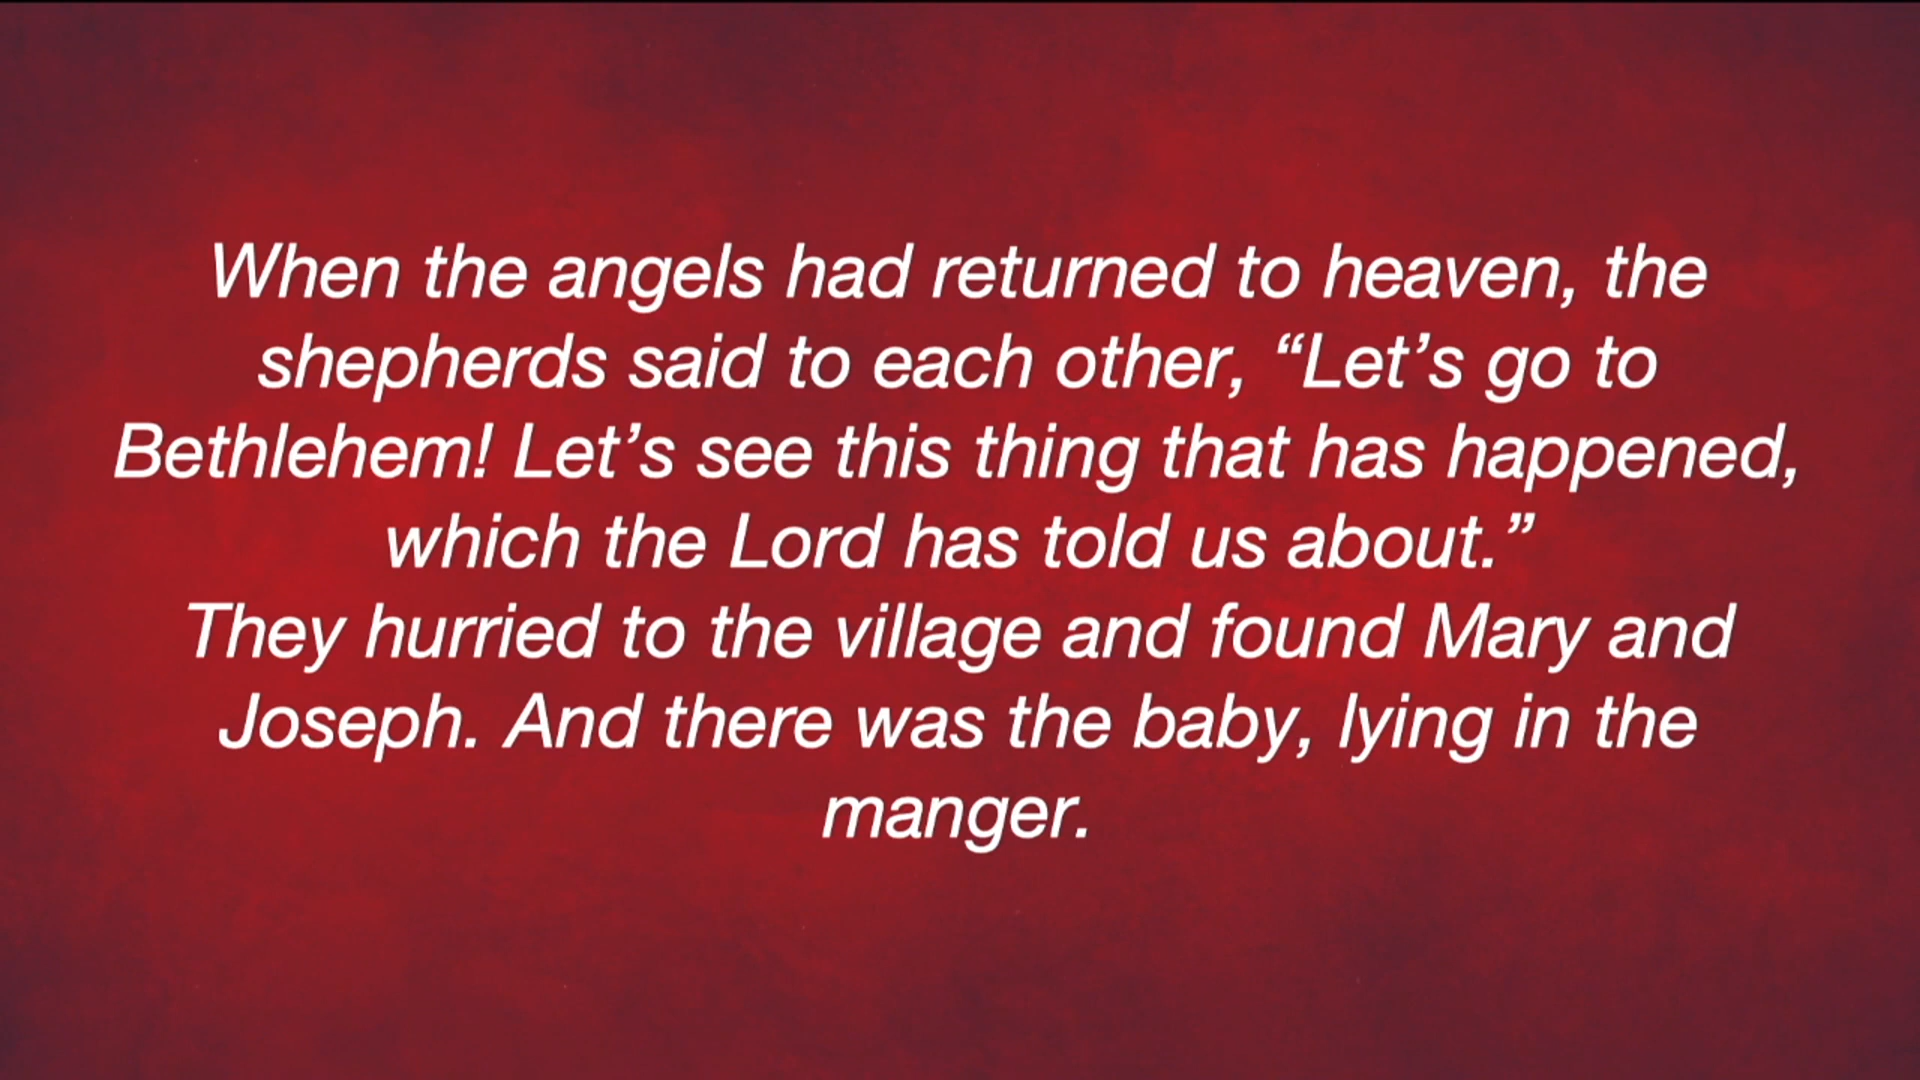 When the angels had returned to heaven, the
shepherds said to each other, “Let’s go to
Bethlehem! Let’s see this thing that has happened,
which the Lord has told us about.”
They hurried to the village and found Mary and
Joseph. And there was the baby, lying in the
manger.